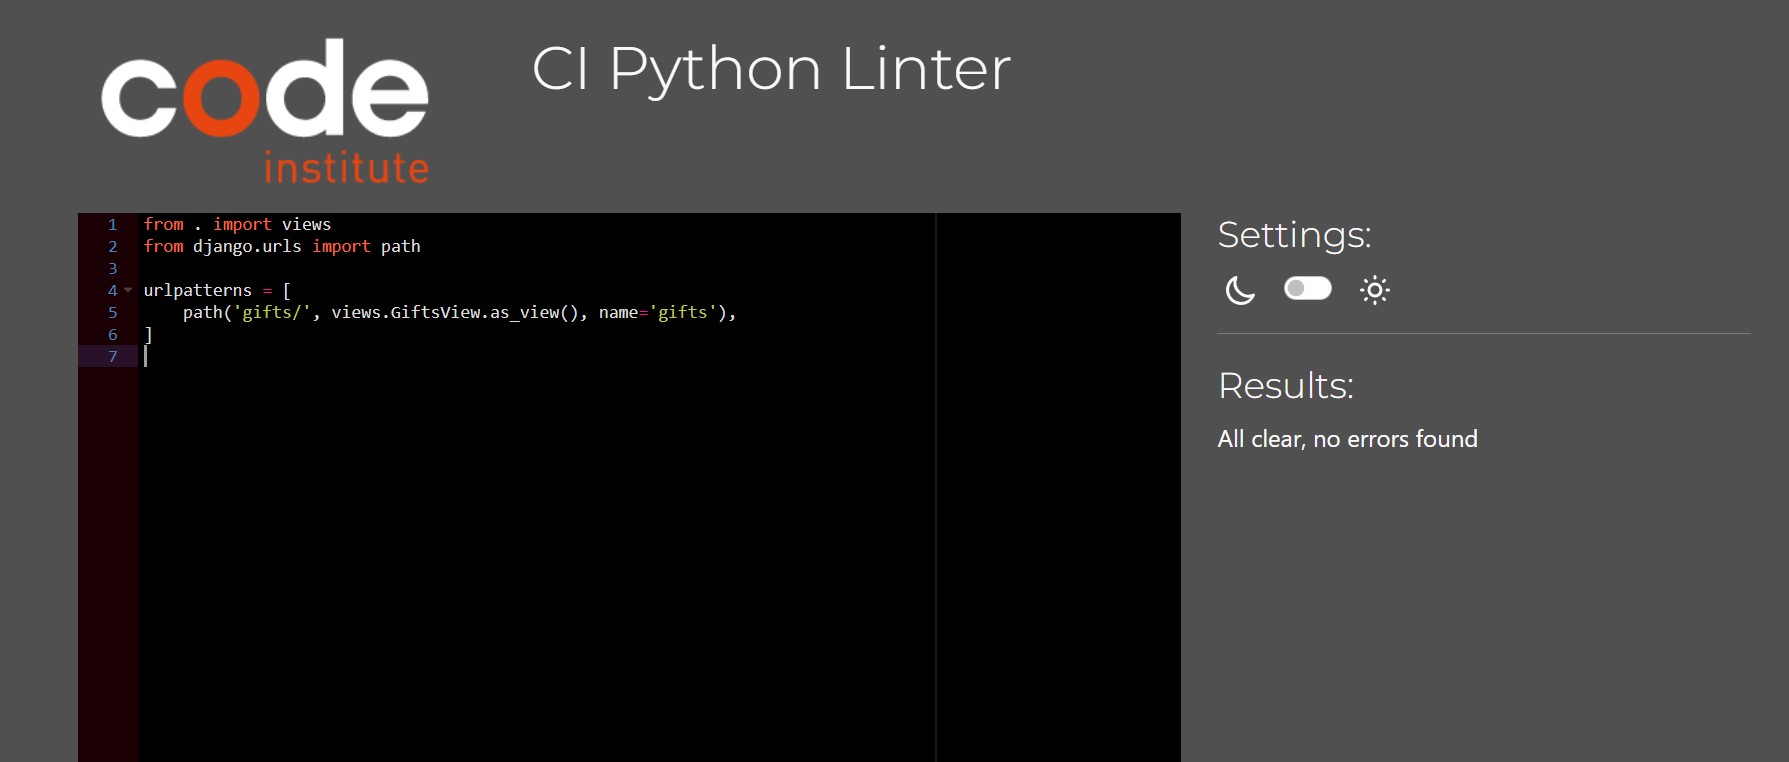 code
institute
CI Python Linter
1 from . import views
2 from django.urls import path
3
4 urlpatterns = [
5     path('gifts/', views.GiftsView.as_view(), name='gifts'),
6 ]
7
Settings:
Results:
All clear, no errors found